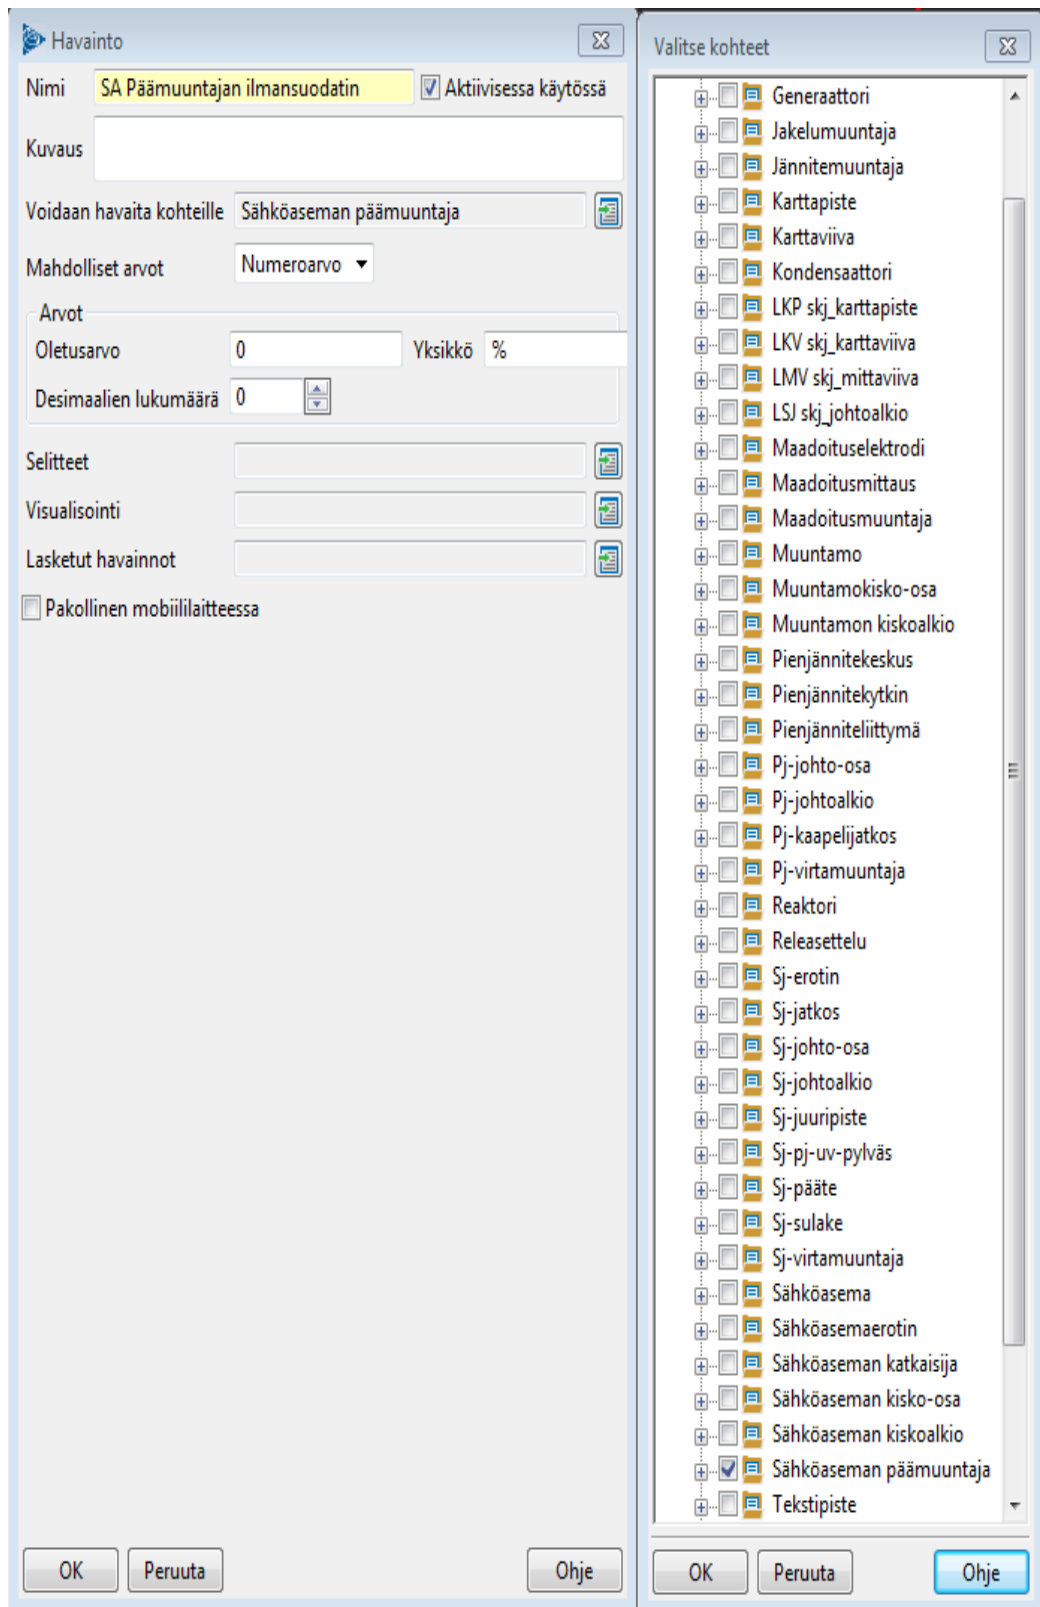 Havainto
Nimi SA Päämuuntajan ilmansuodatin Aktiivisessa käytössä
Kuvaus
Voidaan havaita kohteille Sähköaseman päämuuntaja
Mahdolliset arvot Numeroarvo
Arvot
Oletusarvo 0 Yksikkö %
Desimaalien lukumäärä 0
Selitteet
Visualisointi
Lasketut havainnot
Pakollinen mobiililaitteessa
OK Peruuta Ohje
Valitse kohteet
Generaattori
Jakelumuuntaja
Jännitemuuntaja
Karttapiste
Karttaviiva
Kondensaattori
LKP skj_karttapiste
LKV skj_karttaviiva
LMV skj_mittaviiva
LSJ skj_johtoalkio
Maadoituselektrodi
Maadoitusmittaus
Maadoitusmuuntaja
Muuntamo
Muuntamokisko-osa
Muuntamon kiskoalkio
Pienjännitekeskus
Pienjännitekytkin
Pienjänniteliittymä
Pj-johto-osa
Pj-johtoalkio
Pj-kaapelijatkos
Pj-virtamuuntaja
Reaktori
Releasettelu
Sj-erotin
Sj-jatkos
Sj-johto-osa
Sj-johtoalkio
Sj-juuripiste
Sj-pj-uv-pylväs
Sj-pääte
Sj-sulake
Sj-virtamuuntaja
Sähköasema
Sähköasemaerotin
Sähköaseman katkaisija
Sähköaseman kisko-osa
Sähköaseman kiskoalkio
Sähköaseman päämuuntaja
Tekstipiste
OK Peruuta Ohje